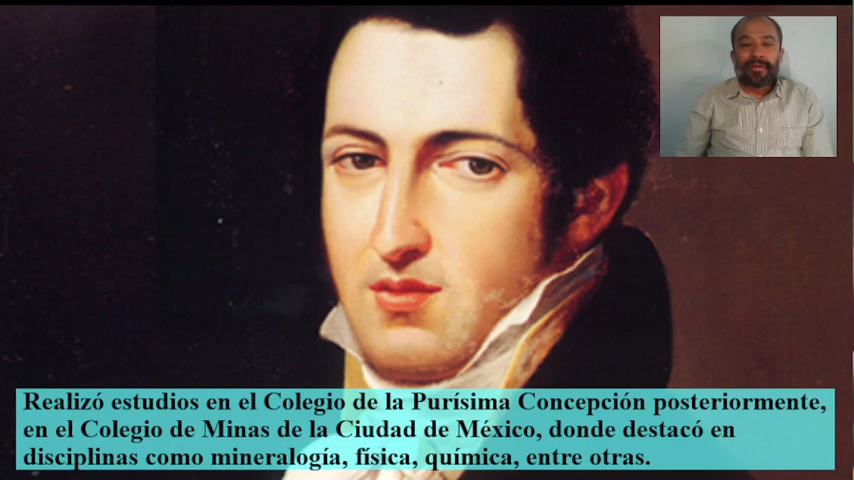 Realizó estudios en el Colegio de la Purísima Concepción posteriormente,
en el Colegio de Minas de la Ciudad de México, donde destacó en
disciplinas como mineralogía, física, química, entre otras.